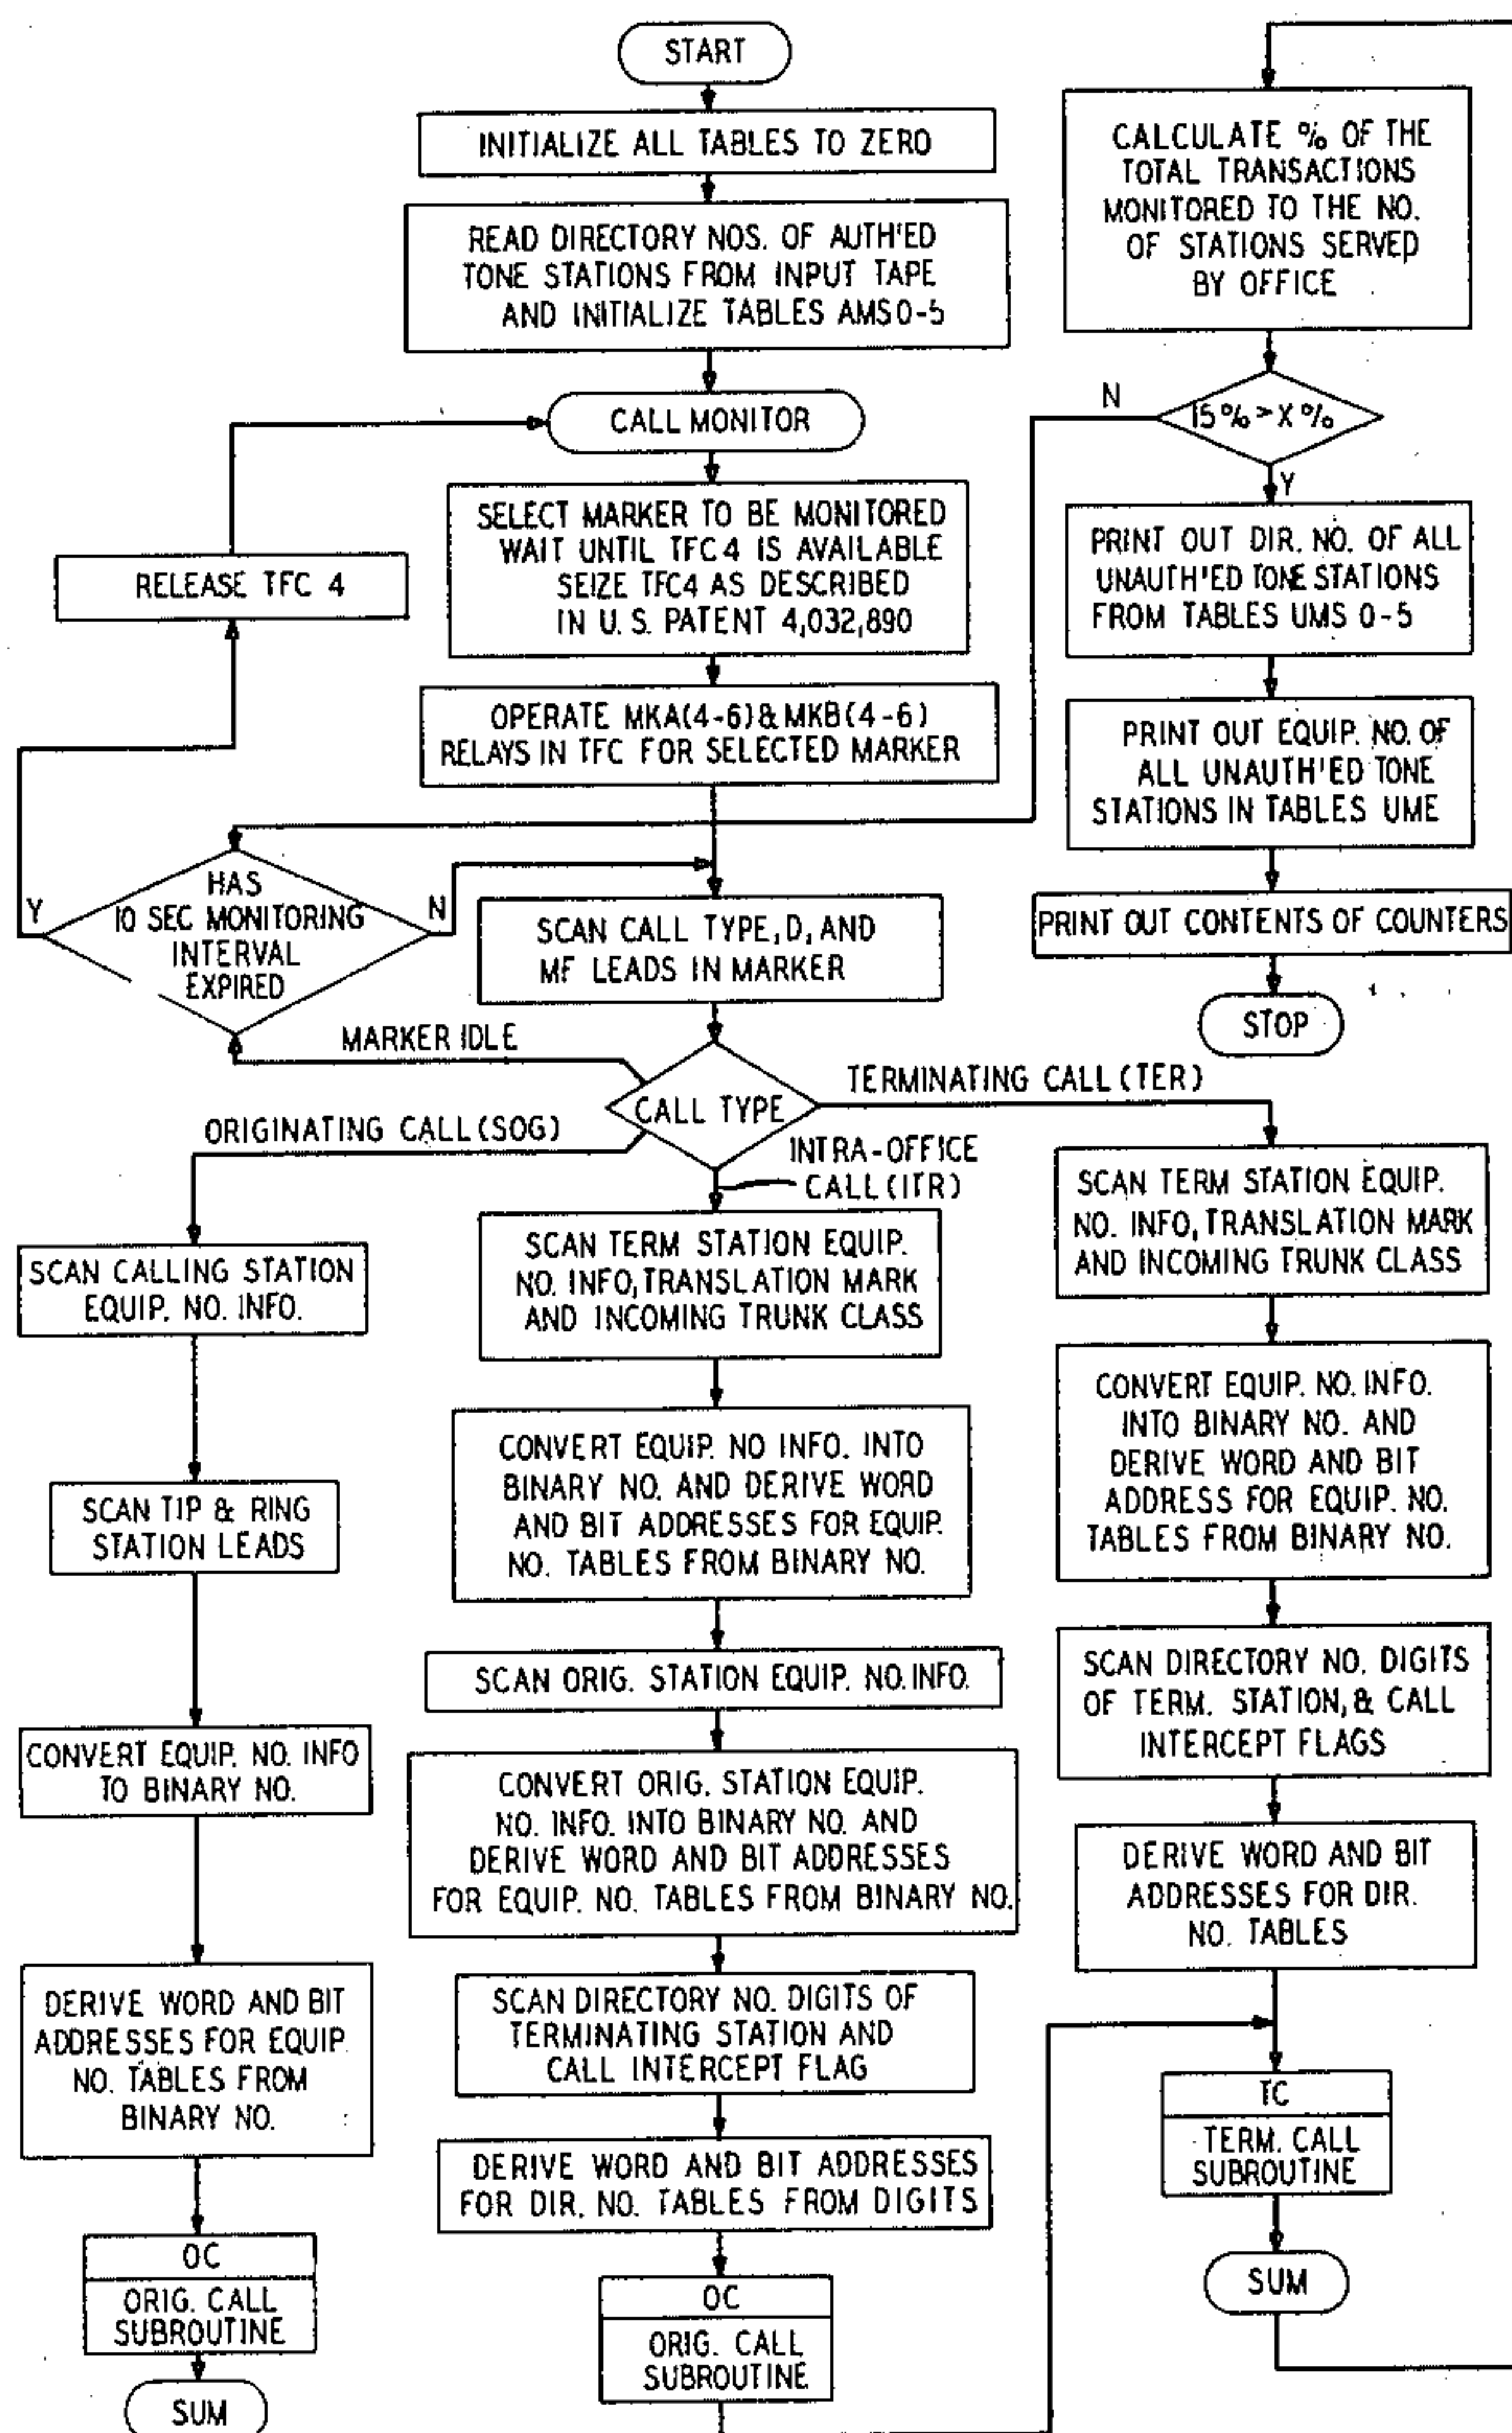 START
INITIALIZE ALL TABLES TO ZERO
READ DIRECTORY NOS. OF AUTH'ED
TONE STATIONS FROM INPUT TAPE
AND INITIALIZE TABLES AMS 0-5
CALL MONITOR
SELECT MARKER TO BE MONITORED
WAIT UNTIL TFC 4 IS AVAILABLE
SEIZE TFC4 AS DESCRIBED
IN U.S. PATENT 4,032,890
RELEASE TFC 4
OPERATE MKA(4-6)& MKB(4-6)
RELAYS IN TFC FOR SELECTED MARKER
HAS
10 SEC MONITORING
INTERVAL
EXPIRED
Y
N
SCAN CALL TYPE, D, AND
MF LEADS IN MARKER
MARKER IDLE
CALL TYPE
ORIGINATING CALL (SOG)
INTRA-OFFICE
CALL (ITR)
TERMINATING CALL (TER)
SCAN CALLING STATION
EQUIP. NO. INFO.
SCAN TIP & RING
STATION LEADS
CONVERT EQUIP. NO. INFO
TO BINARY NO.
DERIVE WORD AND BIT
ADDRESSES FOR EQUIP.
NO. TABLES FROM
BINARY NO.
OC
ORIG. CALL
SUBROUTINE
SUM
SCAN TERM STATION EQUIP.
NO. INFO, TRANSLATION MARK
AND INCOMING TRUNK CLASS
CONVERT EQUIP. NO INFO. INTO
BINARY NO. AND DERIVE WORD
AND BIT ADDRESSES FOR EQUIP.
NO. TABLES FROM BINARY NO.
SCAN ORIG. STATION EQUIP. NO. INFO.
CONVERT ORIG. STATION EQUIP.
NO. INFO. INTO BINARY NO. AND
DERIVE WORD AND BIT ADDRESSES
FOR EQUIP. NO. TABLES FROM BINARY NO.
SCAN DIRECTORY NO. DIGITS OF
TERMINATING STATION AND
CALL INTERCEPT FLAG
DERIVE WORD AND BIT ADDRESSES
FOR DIR. NO. TABLES FROM DIGITS
OC
ORIG. CALL
SUBROUTINE
SCAN TERM STATION EQUIP.
NO. INFO, TRANSLATION MARK
AND INCOMING TRUNK CLASS
CONVERT EQUIP. NO. INFO.
INTO BINARY NO. AND
DERIVE WORD AND BIT
ADDRESS FOR EQUIP. NO.
TABLES FROM BINARY NO.
SCAN DIRECTORY NO. DIGITS
OF TERM. STATION, & CALL
INTERCEPT FLAGS
DERIVE WORD AND BIT
ADDRESSES FOR DIR.
NO. TABLES
TC
TERM. CALL
SUBROUTINE
SUM
CALCULATE % OF THE
TOTAL TRANSACTIONS
MONITORED TO THE NO.
OF STATIONS SERVED
BY OFFICE
N
15% > X %
Y
PRINT OUT DIR. NO. OF ALL
UNAUTH'ED TONE STATIONS
FROM TABLES UMS 0-5
PRINT OUT EQUIP. NO. OF
ALL UNAUTH'ED TONE
STATIONS IN TABLES UME
PRINT OUT CONTENTS OF COUNTERS
STOP